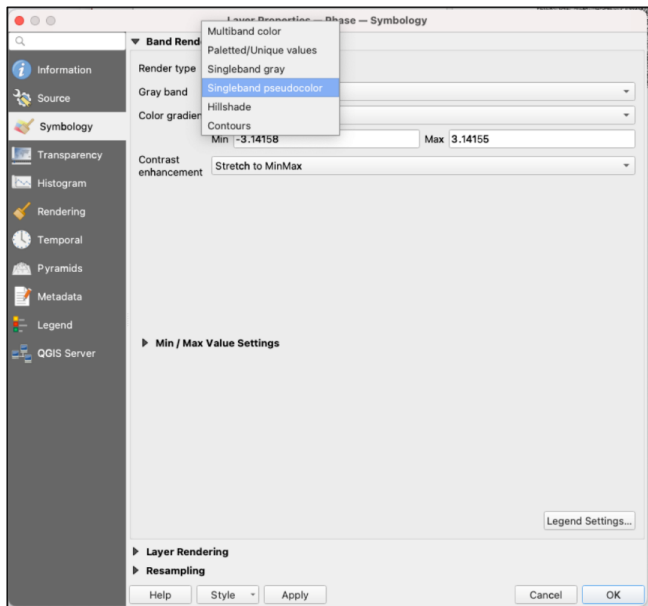 Layer Properties — Phase — Symbology
Band Rend
Multiband color
Paletted/Unique values
Singleband gray
Singleband pseudocolor
Hillshade
Contours
Information
Source
Symbology
Transparency
Histogram
Rendering
Temporal
Pyramids
Metadata
Legend
QGIS Server
Render type
Gray band
Color gradien
Min -3.14158 Max 3.14155
Contrast
enhancement Stretch to MinMax
Min / Max Value Settings
Legend Settings...
Layer Rendering
Resampling
Help Style Apply Cancel OK